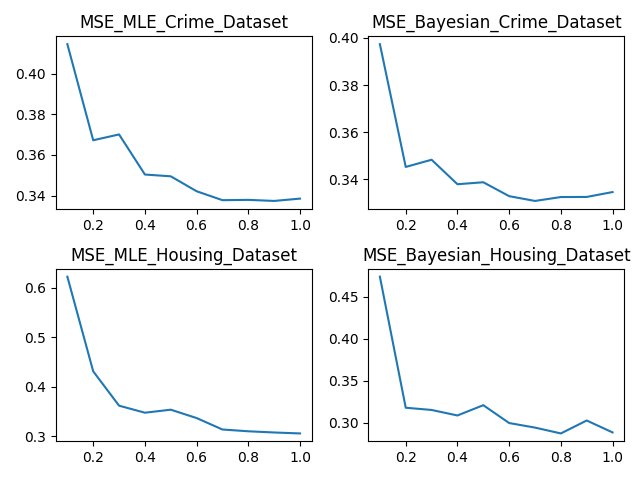 MSE_MLE_Crime_Dataset
0.40
0.38
0.36
0.34
0.2 0.4 0.6 0.8 1.0
MSE_Bayesian_Crime_Dataset
0.40
0.38
0.36
0.34
0.2 0.4 0.6 0.8 1.0
MSE_MLE_Housing_Dataset
0.6
0.5
0.4
0.3
0.2 0.4 0.6 0.8 1.0
MSE_Bayesian_Housing_Dataset
0.45
0.40
0.35
0.30
0.2 0.4 0.6 0.8 1.0